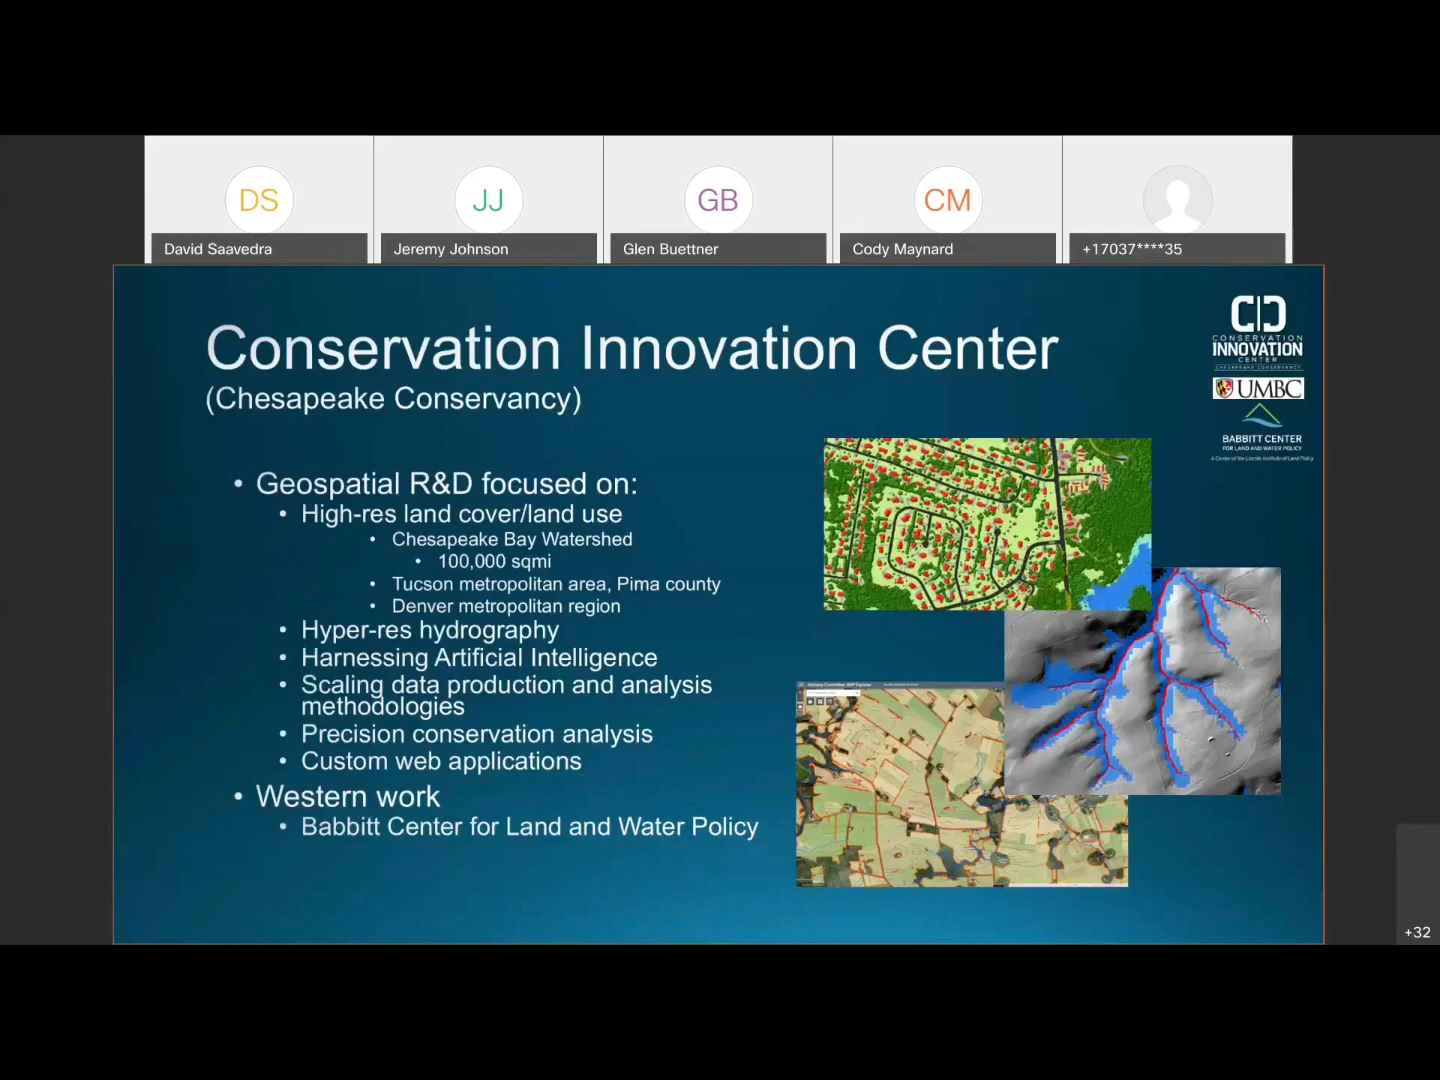 DS
JJ
GB
CM
David Saavedra
Jeremy Johnson
Glen Buettner
Cody Maynard
+17037****35
Conservation Innovation Center
(Chesapeake Conservancy)
CONSERVATION
INNOVATION
CENTER
CHESAPEAKE CONSERVANCY
UMBC
BABBITT CENTER
FOR LAND AND WATER POLICY
A Center of the Lincoln Institute of Land Policy
• Geospatial R&D focused on:
• High-res land cover/land use
• Chesapeake Bay Watershed
• 100,000 sqmi
• Tucson metropolitan area, Pima county
• Denver metropolitan region
• Hyper-res hydrography
• Harnessing Artificial Intelligence
• Scaling data production and analysis
methodologies
• Precision conservation analysis
• Custom web applications
• Western work
• Babbitt Center for Land and Water Policy
+32